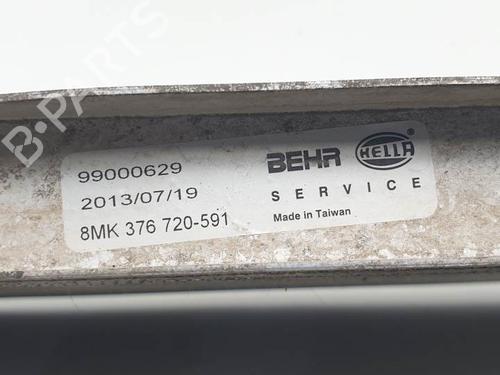 B-PARTS
99000629
2013/07/19
8MK 376 720-591
BEHR
HELLA
SERVICE
Made in Taiwan